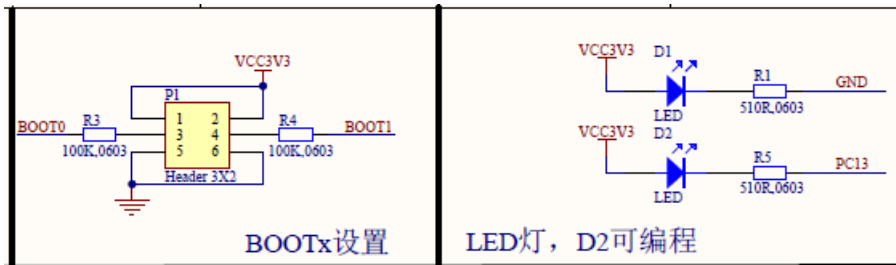 VCC3V3
P1
1 2
BOOT0 R3 3 4 R4 BOOT1
100K,0603 5 6 100K,0603
Header 3X2
BOOTx设置
VCC3V3 D1
R1 GND
LED 510R,0603
VCC3V3 D2
R5 PC13
LED 510R,0603
LED灯，D2可编程